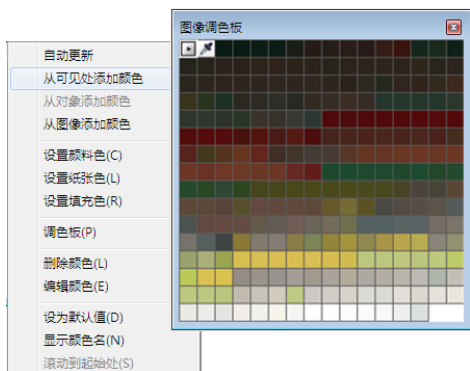 图像调色板
自动更新
从可见处添加颜色
从对象添加颜色
从图像添加颜色
设置颜料色(C)
设置纸张色(L)
设置填充色(R)
调色板(P)
删除颜色(L)
编辑颜色(E)
设为默认值(D)
显示颜色名(N)
滚动到起始处(S)